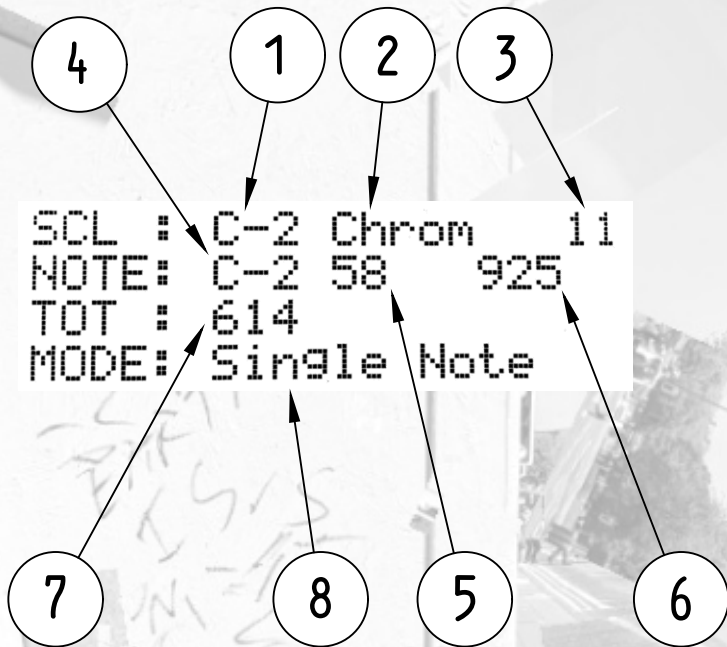 4 1 2 3
SCL : C-2 Chrom 11
NOTE: C-2 58 925
TOT : 614
MODE: Single Note
7 8 5 6